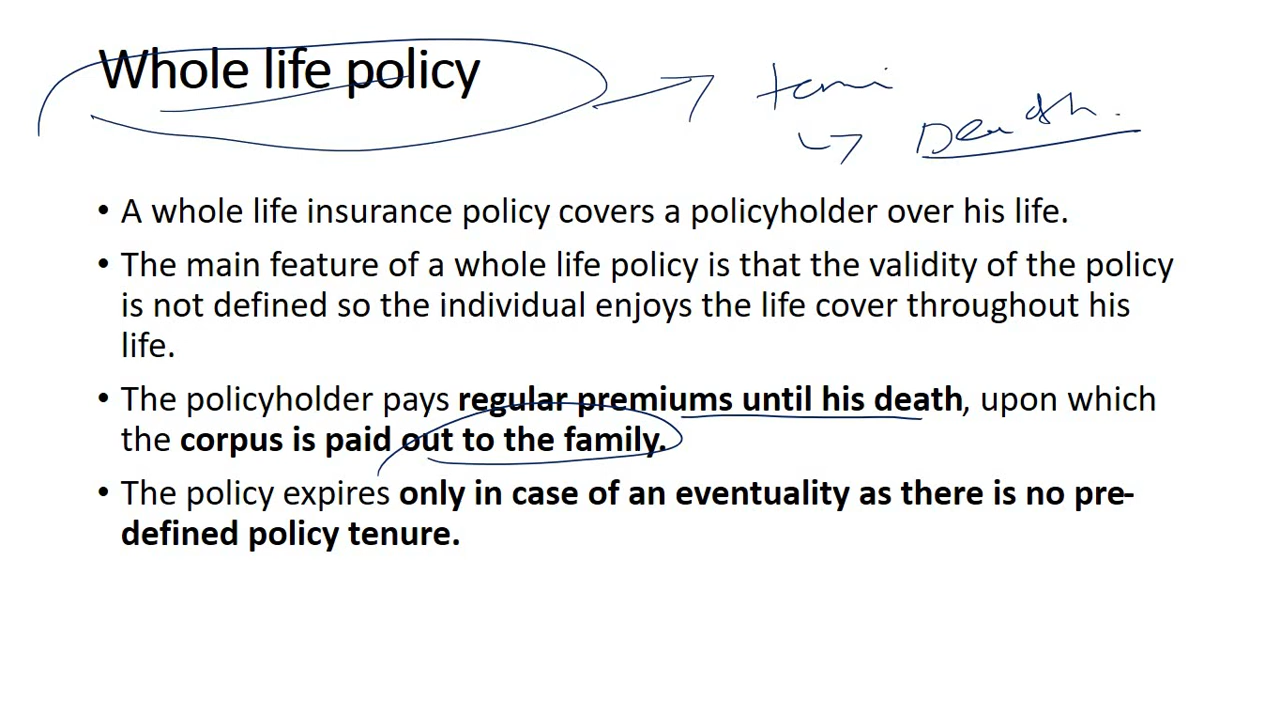 Whole life policy
Death.
• A whole life insurance policy covers a policyholder over his life.
• The main feature of a whole life policy is that the validity of the policy
is not defined so the individual enjoys the life cover throughout his
life.
• The policyholder pays regular premiums until his death, upon which
the corpus is paid out to the family.
• The policy expires only in case of an eventuality as there is no pre-
defined policy tenure.